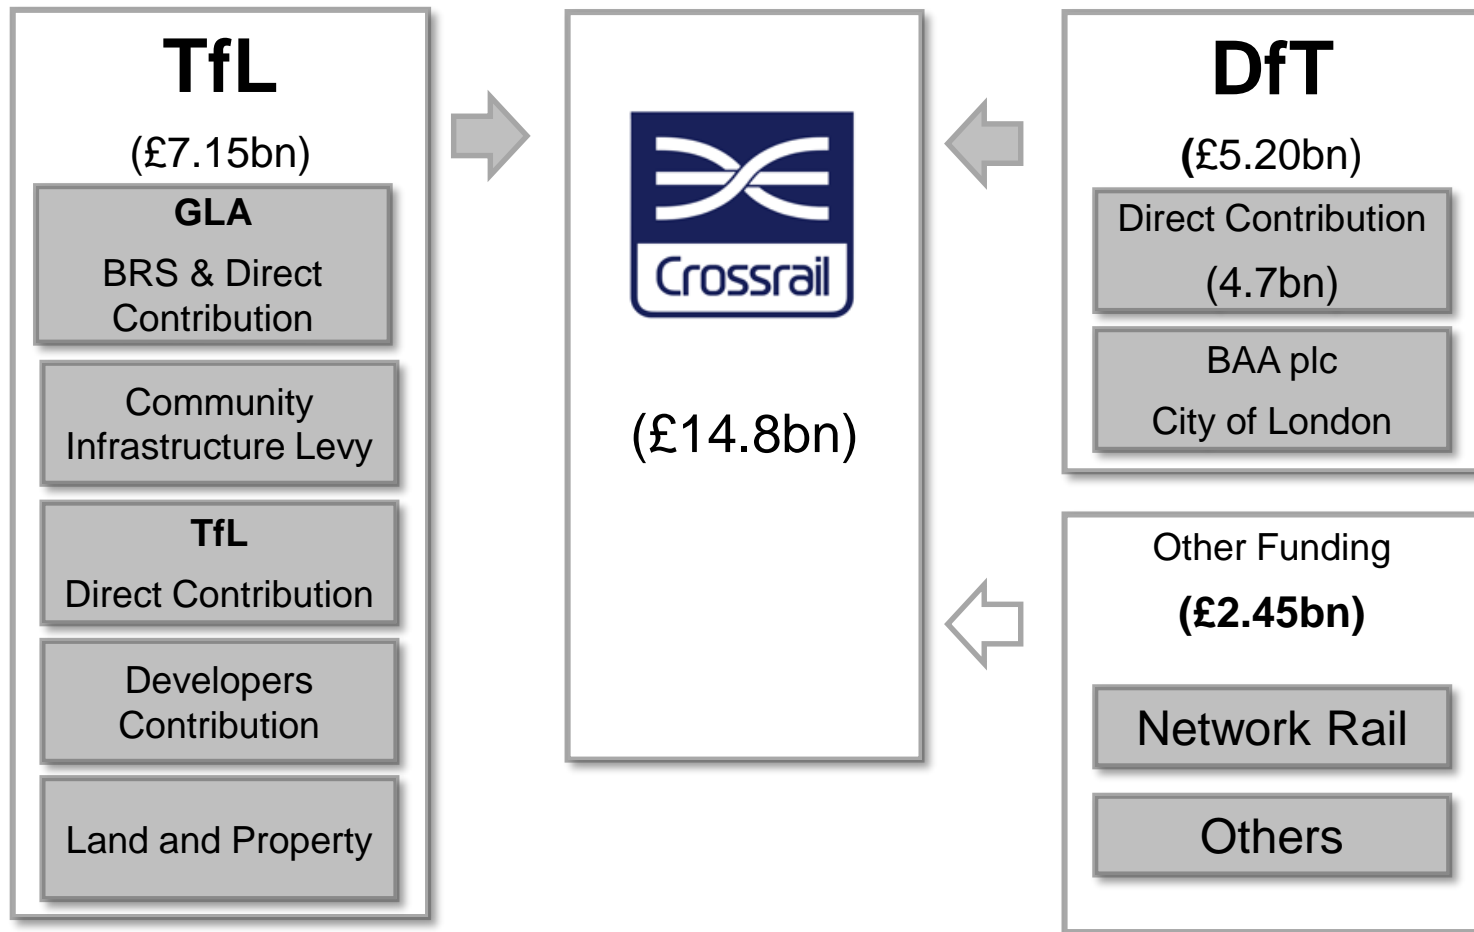 TfL
(£7.15bn)
GLA
BRS & Direct
Contribution
Community
Infrastructure Levy
TfL
Direct Contribution
Developers
Contribution
Land and Property
Crossrail
(£14.8bn)
DfT
(£5.20bn)
Direct Contribution
(4.7bn)
BAA plc
City of London
Other Funding
(£2.45bn)
Network Rail
Others